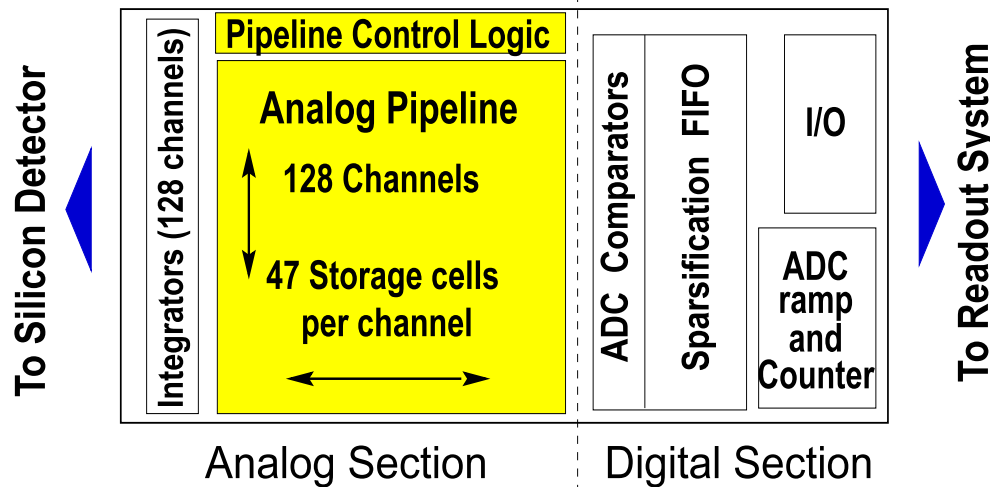 To Silicon Detector
Integrators (128 channels)
Pipeline Control Logic
Analog Pipeline
128 Channels
47 Storage cells
per channel
ADC Comparators
Sparsification FIFO
I/O
ADC
ramp
and
Counter
To Readout System
Analog Section
Digital Section